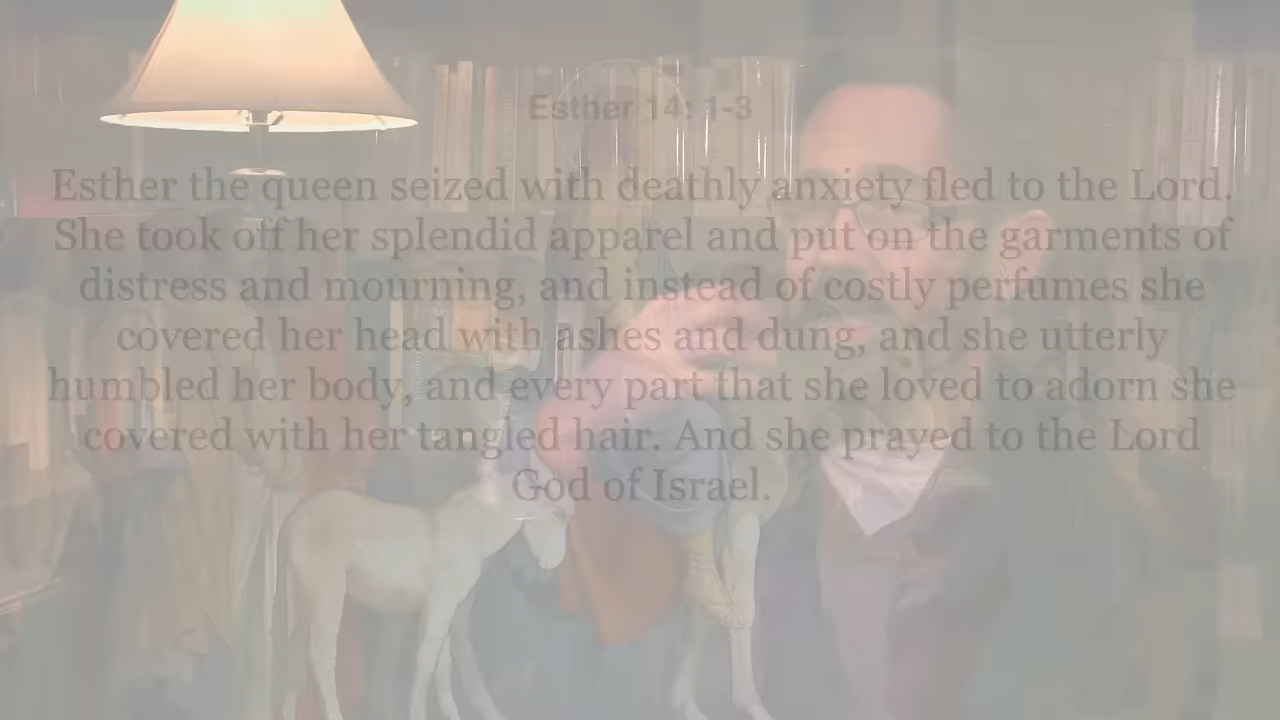 Esther 14: 1-3
Esther the queen seized with deathly anxiety fled to the Lord.
She took off her splendid apparel and put on the garments of
distress and mourning, and instead of costly perfumes she
covered her head with ashes and dung, and she utterly
humbled her body, and every part that she loved to adorn she
covered with her tangled hair. And she prayed to the Lord
God of Israel.